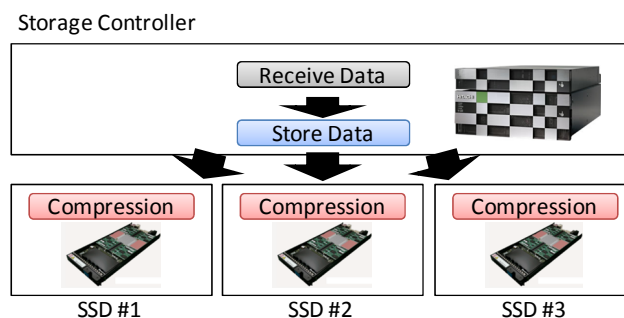 Storage Controller
Receive Data
Store Data
Compression
Compression
Compression
SSD #1
SSD #2
SSD #3